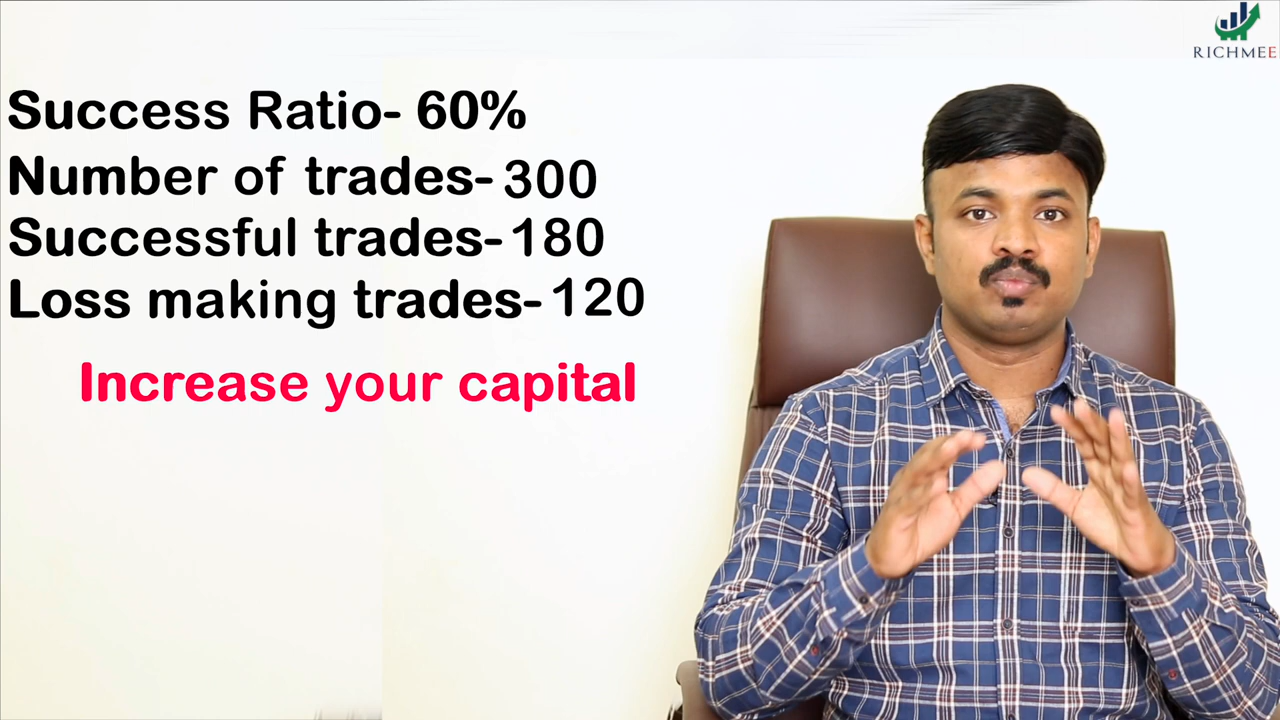 RICHMEE
Success Ratio- 60%
Number of trades- 300
Successful trades-180
Loss making trades-120
Increase your capital